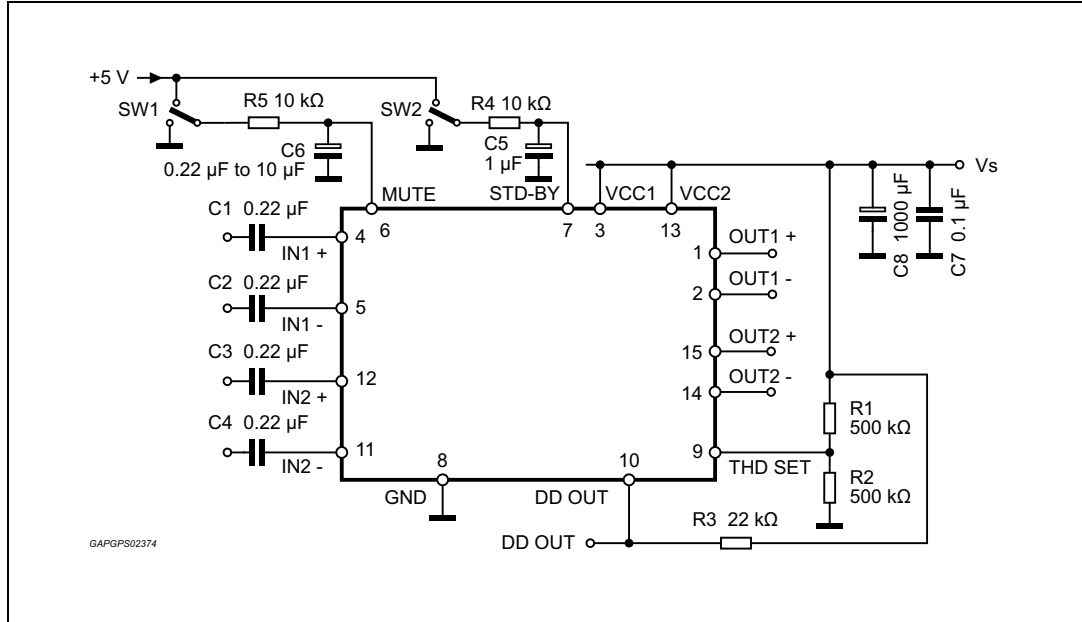 +5 V
SW1
R5 10 kΩ
SW2
R4 10 kΩ
C6
0.22 µF to 10 µF
C5
1 µF
Vs
MUTE
STD-BY
VCC1
VCC2
C8 1000 µF
C7 0.1 µF
6
7
3
13
C1 0.22 µF
4
IN1 +
1
OUT1 +
C2 0.22 µF
5
IN1 -
2
OUT1 -
C3 0.22 µF
12
IN2 +
15
OUT2 +
14
OUT2 -
C4 0.22 µF
11
IN2 -
R1
500 kΩ
9
THD SET
R2
500 kΩ
8
10
GND
DD OUT
R3 22 kΩ
DD OUT
GAPGPS02374